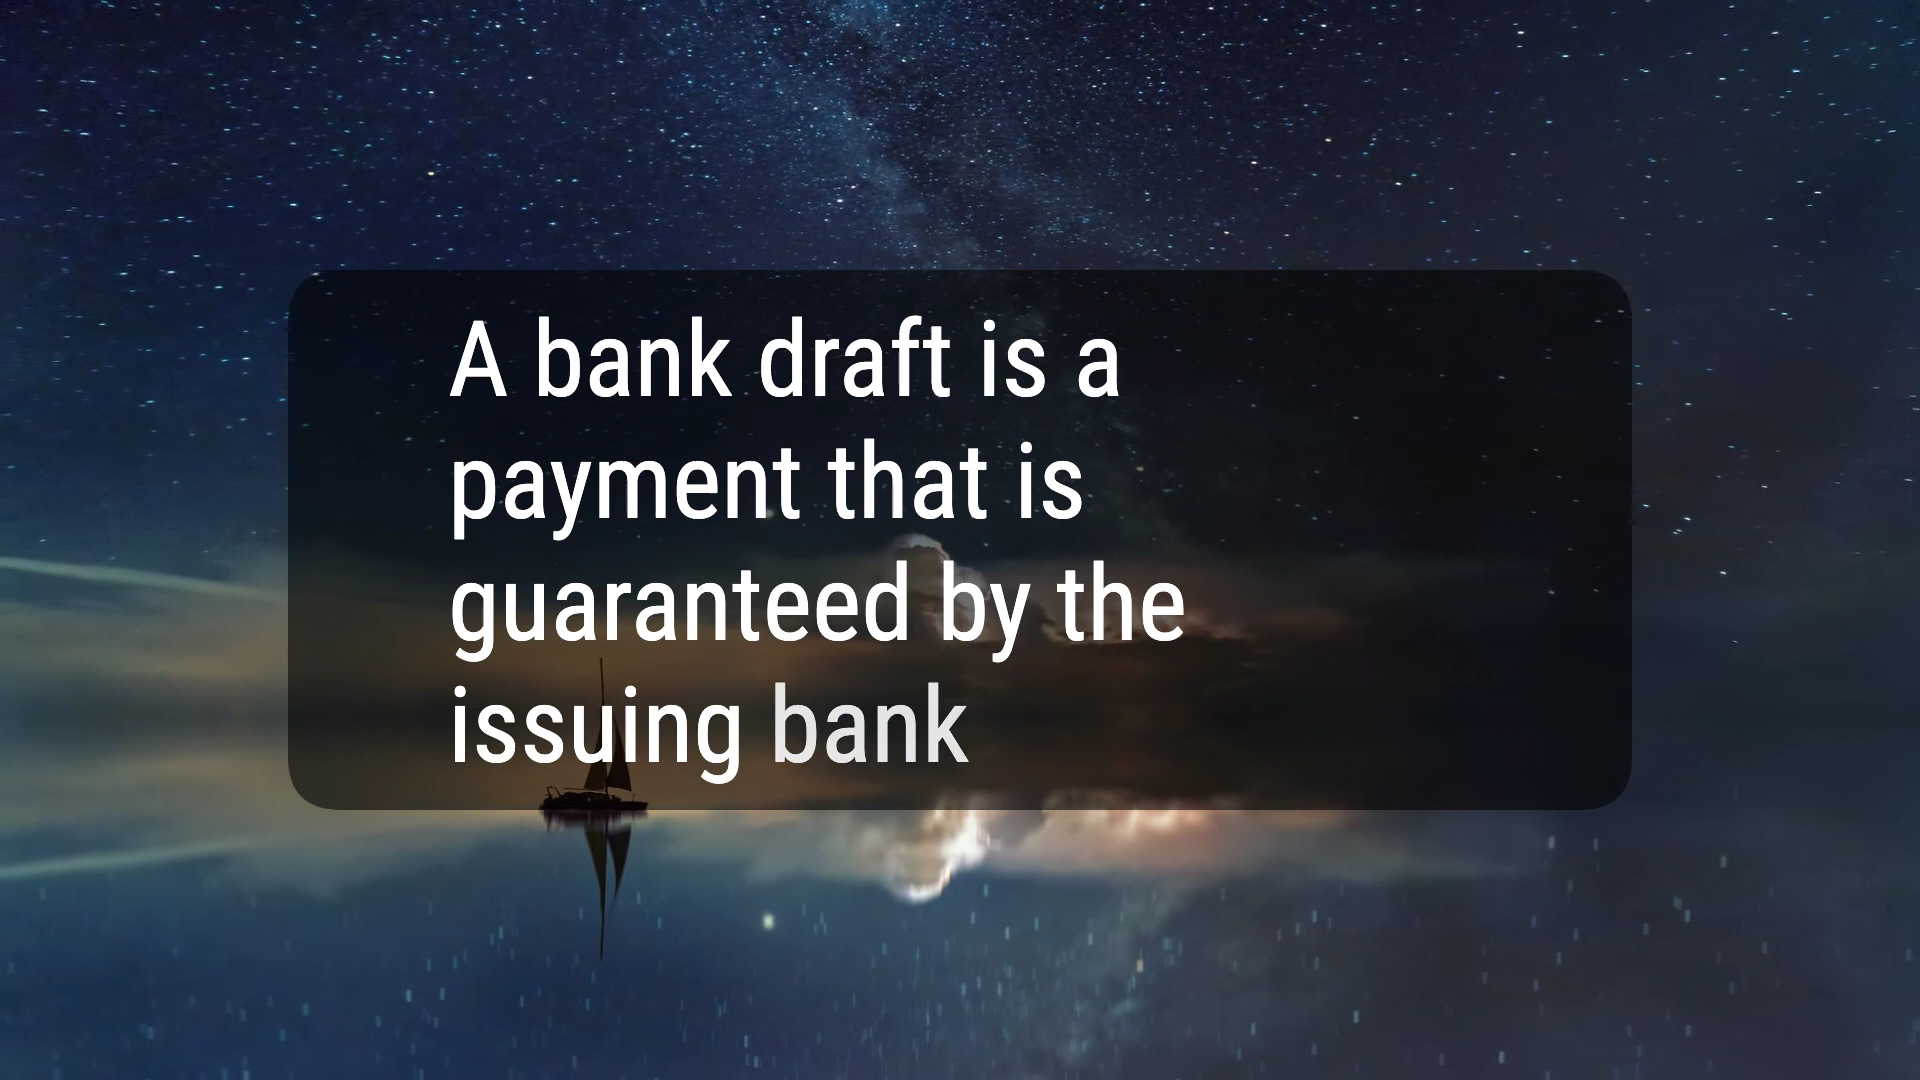 A bank draft is a
payment that is
guaranteed by the
issuing bank